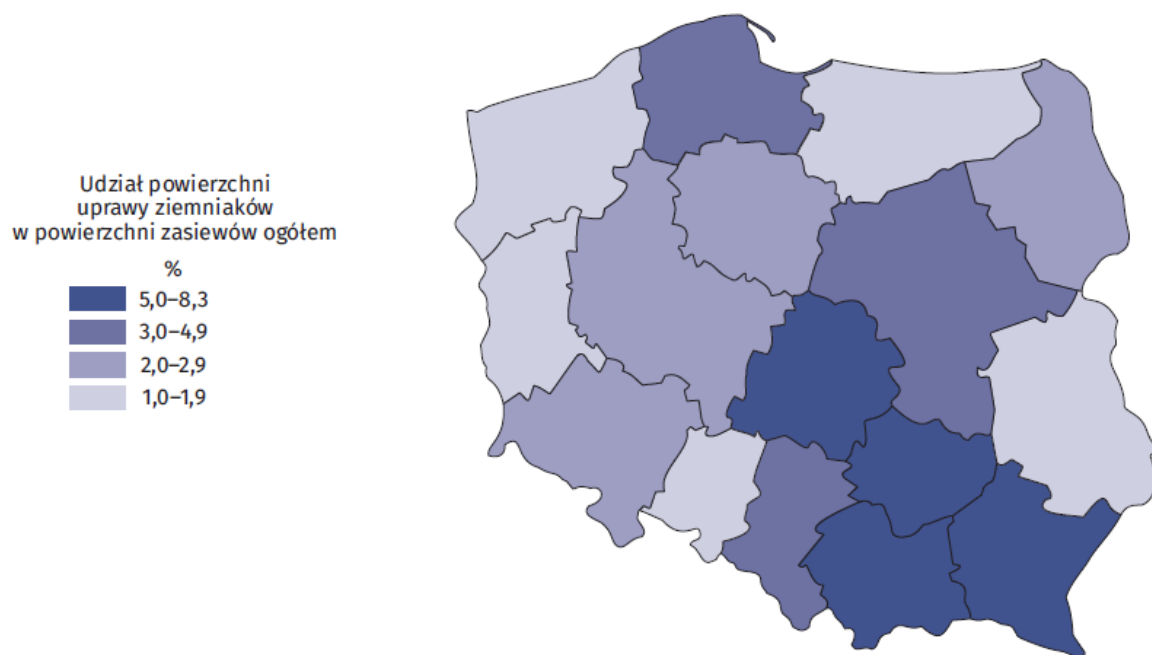 Udział powierzchni
uprawy ziemniaków
w powierzchni zasiewów ogółem
%
5,0–8,3
3,0–4,9
2,0–2,9
1,0–1,9